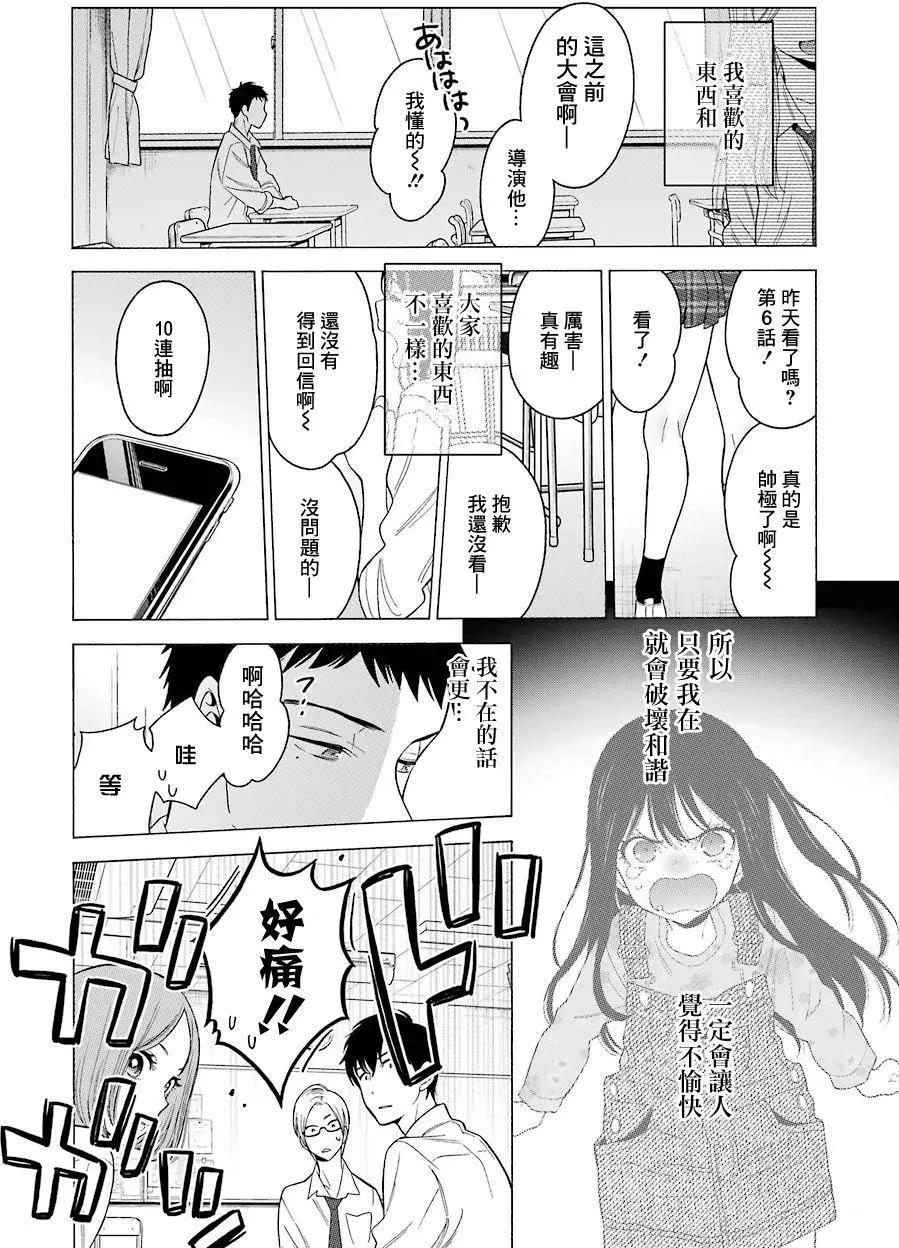 我喜歡的
東西和
這之前
的大會啊—
導演他…
あはははっ
我懂的～!!
昨天看了嗎?
第6話!
真的是
帥極了啊～～
看了!
厲害—
真有趣
抱歉
我還沒看—
大家
喜歡的東西
不一樣…
還沒有
得到回信啊～
沒問題的—
10連抽啊
所以
只要我在
就會破壞和諧
一定會讓人
覺得不愉快
我不在的話
會更…
啊哈哈哈
哇
等
?
ドガガガ
好痛!!